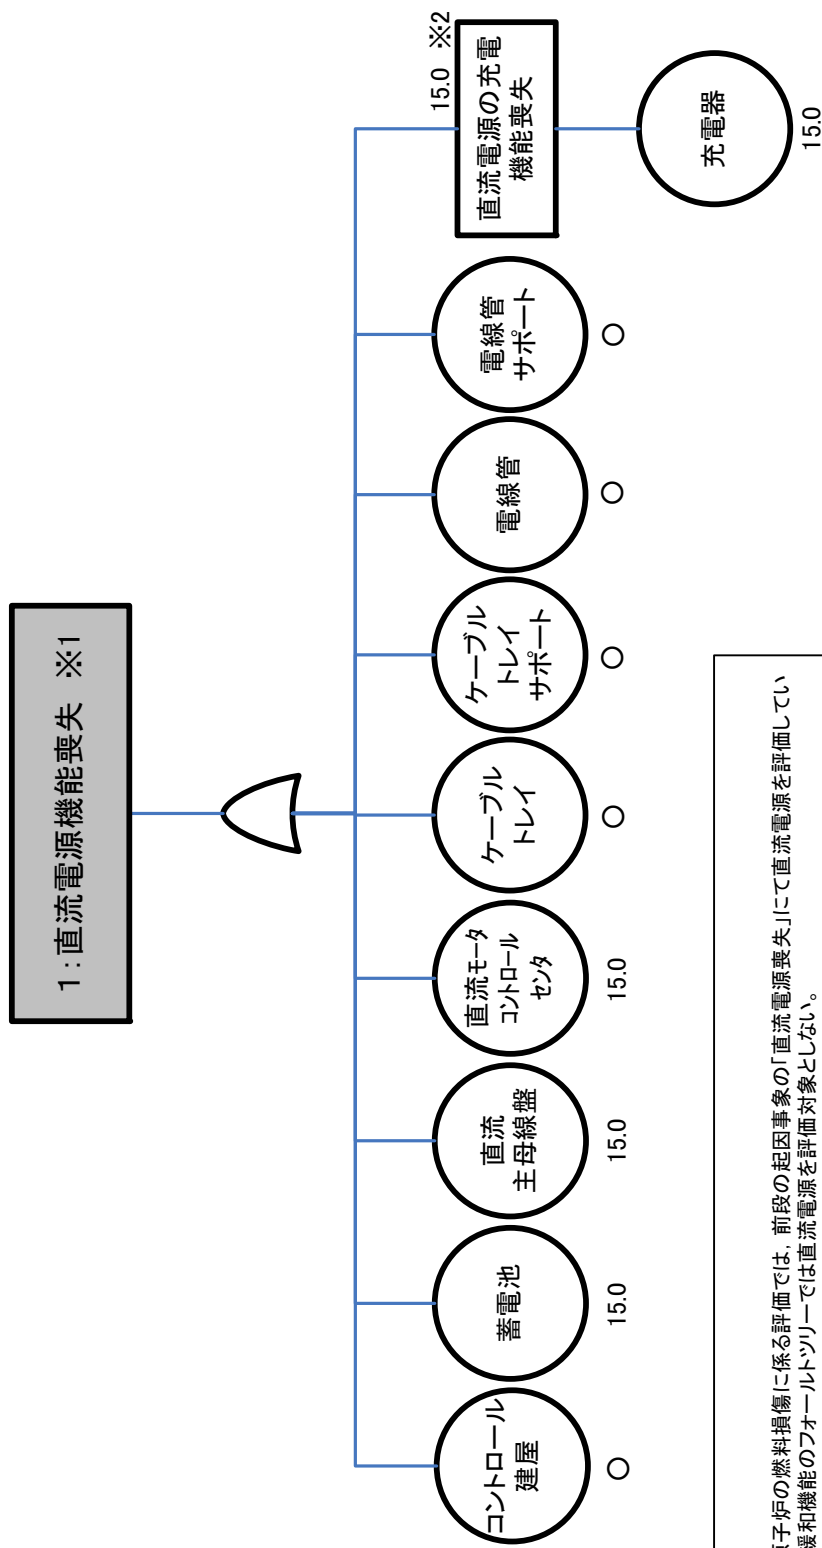 1:直流電源機能喪失 ※1
コントロール
建屋
○
蓄電池
15.0
直流
主母線盤
15.0
直流モータ
コントロール
センタ
15.0
ケーブル
トレイ
○
ケーブル
トレイ
サポート
○
電線管
○
電線管
サポート
○
15.0 ※2
直流電源の充電
機能喪失
充電器
15.0
子炉の燃料損傷に係る評価では，前段の起因事象の「直流電源喪失」にて直流電源を評価してい
緩和機能のフォールトツリーでは直流電源を評価対象としない。